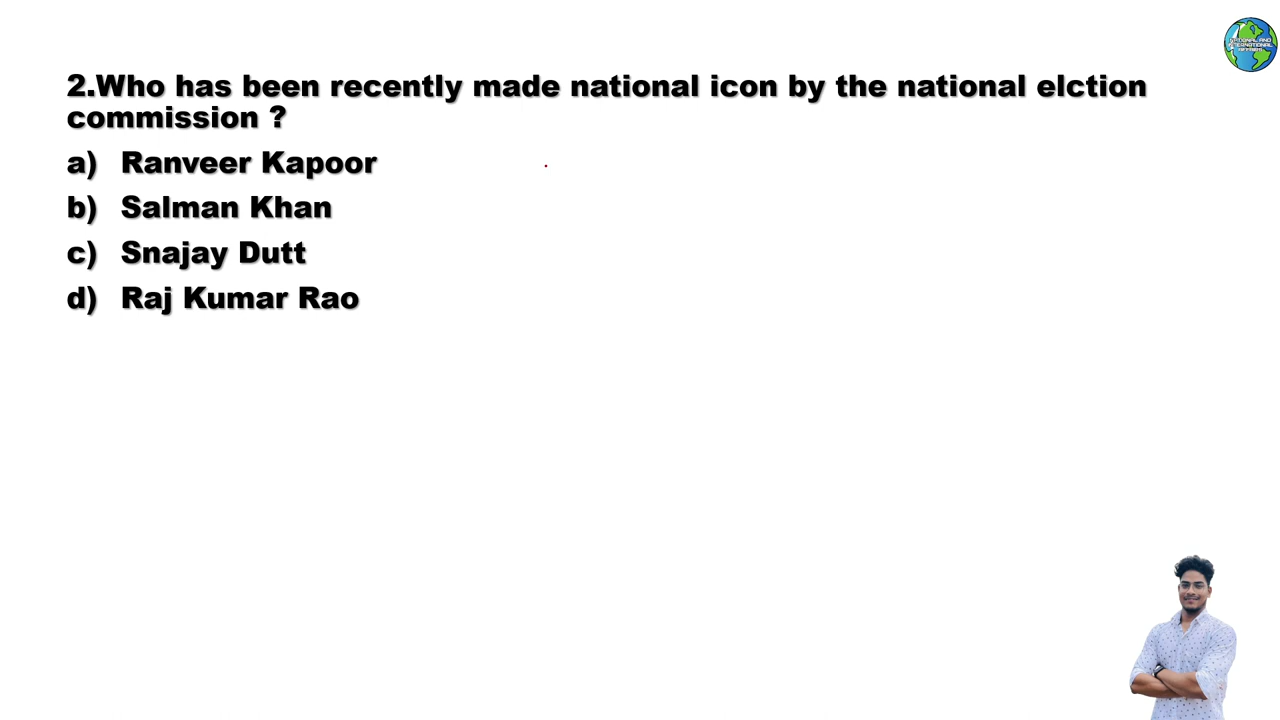 2.Who has been recently made national icon by the national elction
commission ?
a) Ranveer Kapoor
b) Salman Khan
c) Snajay Dutt
d) Raj Kumar Rao